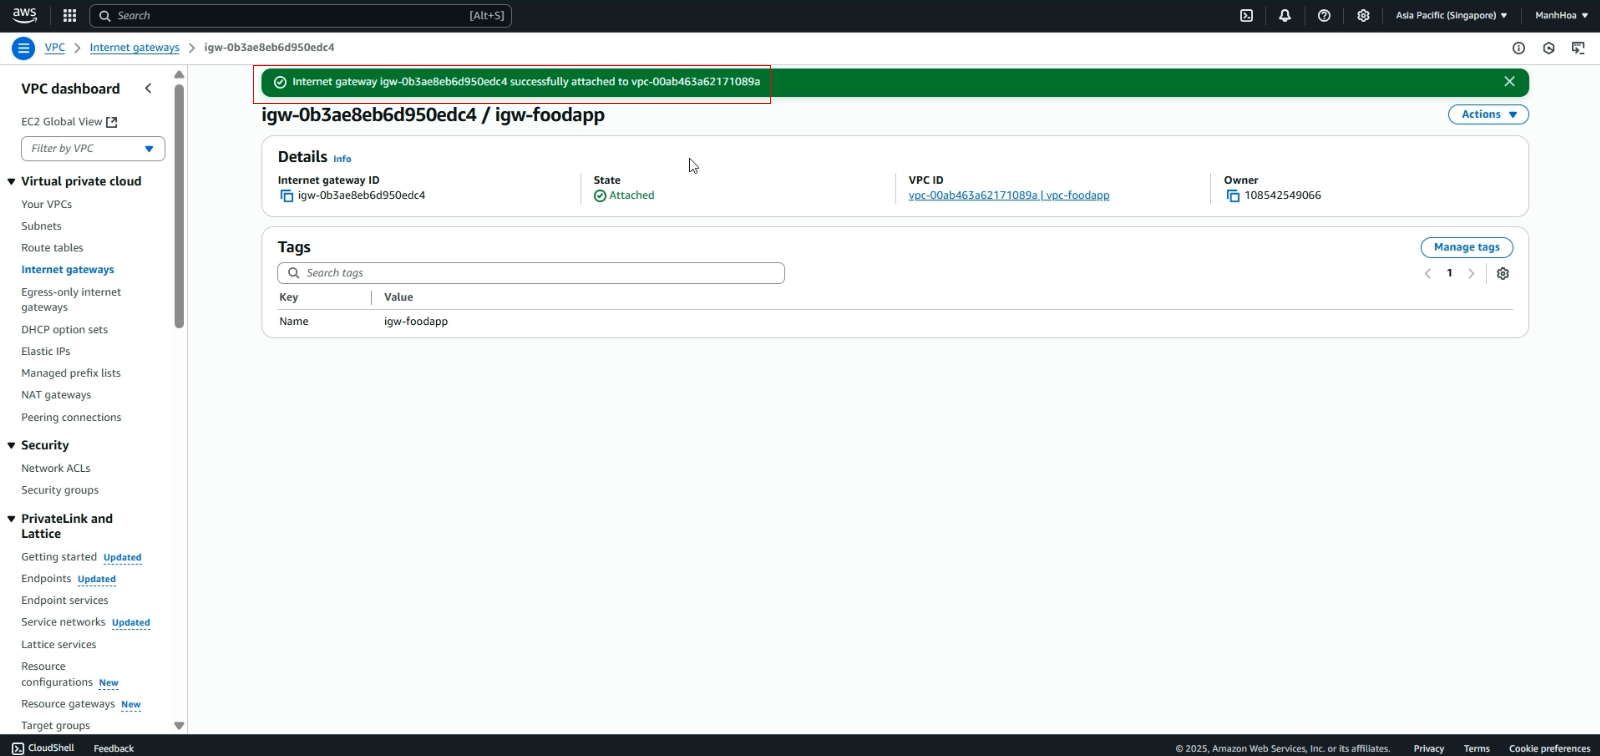 aws
Search [Alt+S]
Asia Pacific (Singapore) ManhHoa
VPC Internet gateways igw-0b3ae8eb6d950edc4
VPC dashboard
EC2 Global View
Filter by VPC
Virtual private cloud
Your VPCs
Subnets
Route tables
Internet gateways
Egress-only internet
gateways
DHCP option sets
Elastic IPs
Managed prefix lists
NAT gateways
Peering connections
Security
Network ACLs
Security groups
PrivateLink and
Lattice
Getting started Updated
Endpoints Updated
Endpoint services
Service networks Updated
Lattice services
Resource
configurations New
Resource gateways New
Target groups
Internet gateway igw-0b3ae8eb6d950edc4 successfully attached to vpc-00ab463a62171089a
igw-0b3ae8eb6d950edc4 / igw-foodapp
Actions
Details Info
Internet gateway ID
igw-0b3ae8eb6d950edc4
State
Attached
VPC ID
vpc-00ab463a62171089a | vpc-foodapp
Owner
108542549066
Tags
Manage tags
Search tags
1
Key Value
Name igw-foodapp
CloudShell Feedback
© 2025, Amazon Web Services, Inc. or its affiliates. Privacy Terms Cookie preferences